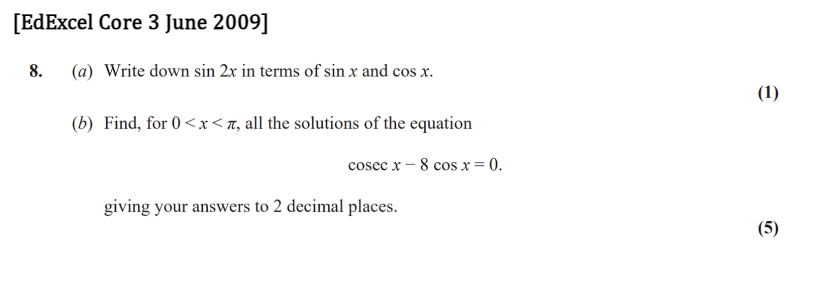 [EdExcel Core 3 June 2009]
8. (a) Write down sin 2x in terms of sin x and cos x.
(1)
(b) Find, for 0 < x < π, all the solutions of the equation
cosec x − 8 cos x = 0.
giving your answers to 2 decimal places.
(5)